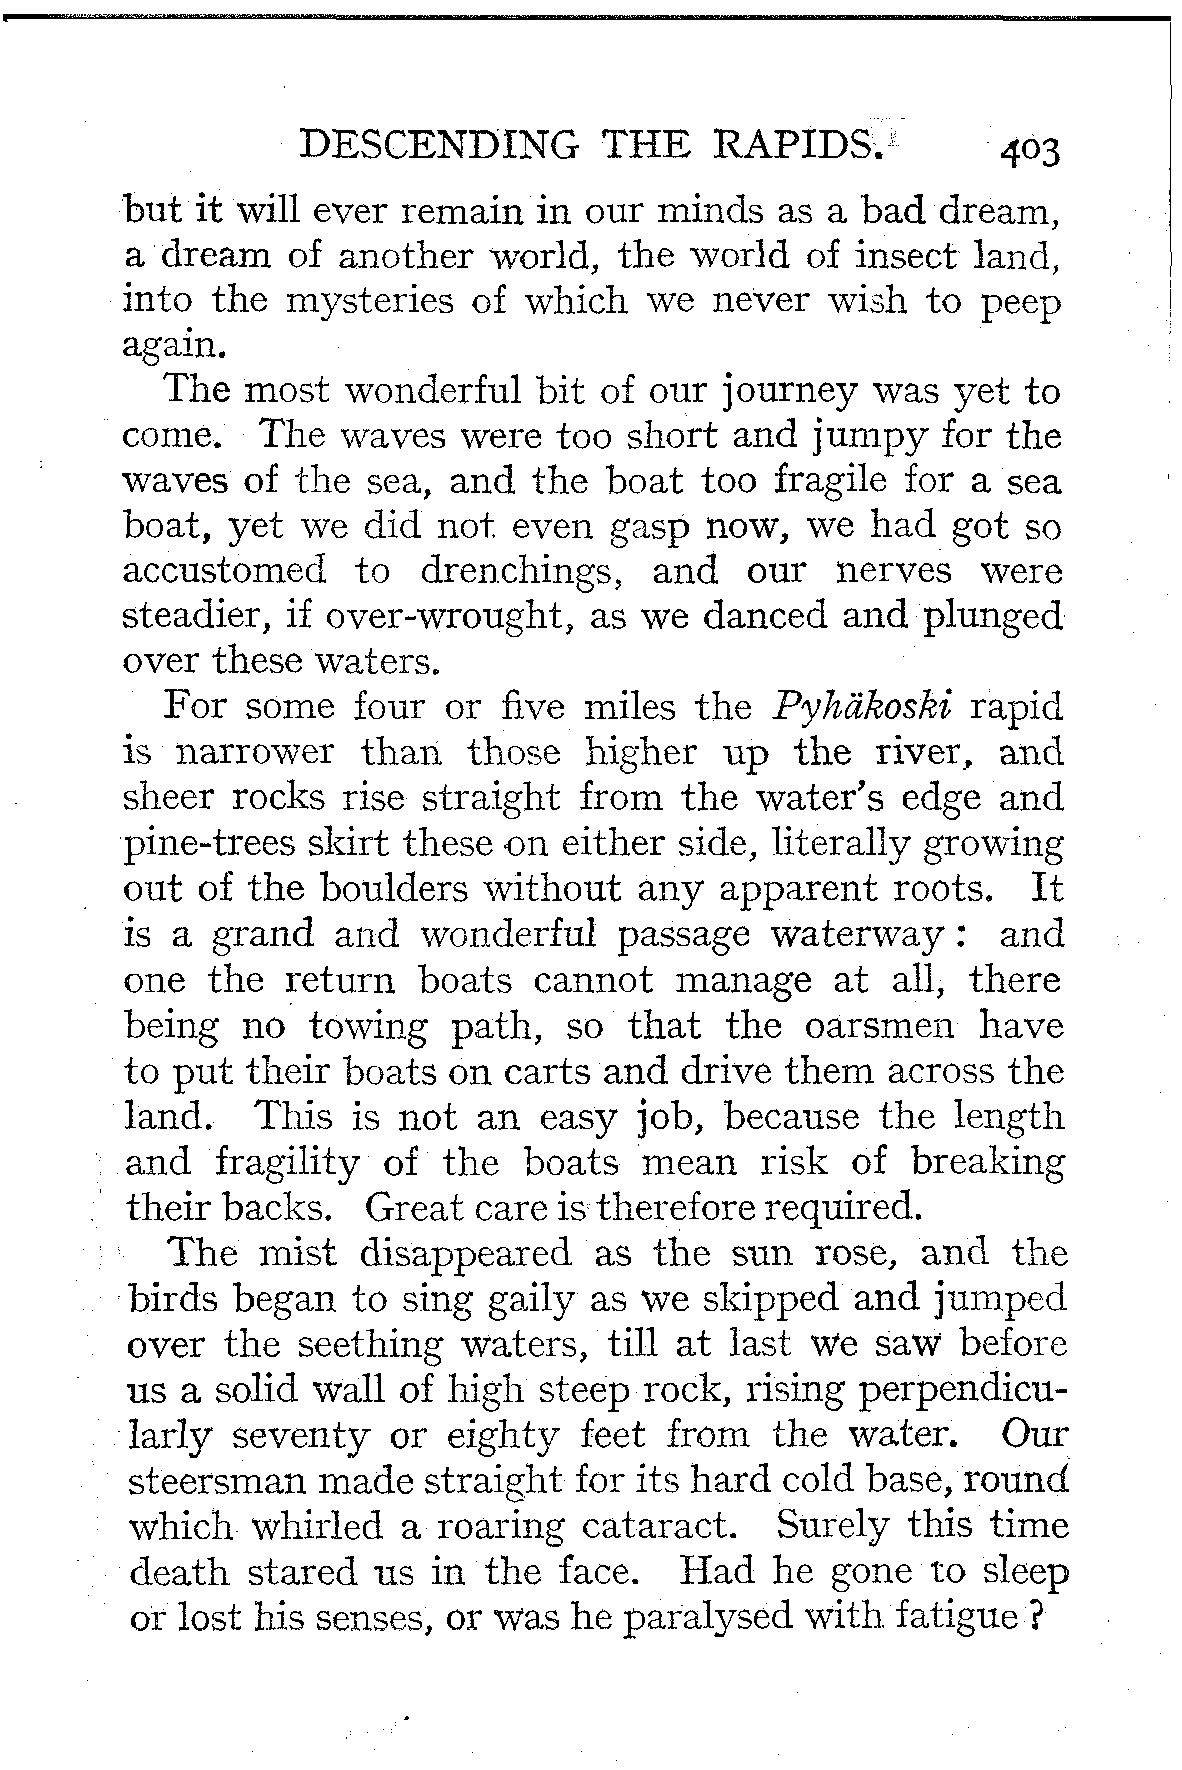 DESCENDING THE RAPIDS. 403
but it will ever remain in our minds as a bad dream,
a dream of another world, the world of insect land,
into the mysteries of which we never wish to peep
again.
The most wonderful bit of our journey was yet to
come. The waves were too short and jumpy for the
waves of the sea, and the boat too fragile for a sea
boat, yet we did not even gasp now, we had got so
accustomed to drenchings, and our nerves were
steadier, if over-wrought, as we danced and plunged
over these waters.
For some four or five miles the Pyhäkoski rapid
is narrower than those higher up the river, and
sheer rocks rise straight from the water's edge and
pine-trees skirt these on either side, literally growing
out of the boulders without any apparent roots. It
is a grand and wonderful passage waterway : and
one the return boats cannot manage at all, there
being no towing path, so that the oarsmen have
to put their boats on carts and drive them across the
land. This is not an easy job, because the length
and fragility of the boats mean risk of breaking
their backs. Great care is therefore required.
The mist disappeared as the sun rose, and the
birds began to sing gaily as we skipped and jumped
over the seething waters, till at last we saw before
us a solid wall of high steep rock, rising perpendicu-
larly seventy or eighty feet from the water. Our
steersman made straight for its hard cold base, round
which whirled a roaring cataract. Surely this time
death stared us in the face. Had he gone to sleep
or lost his senses, or was he paralysed with fatigue ?